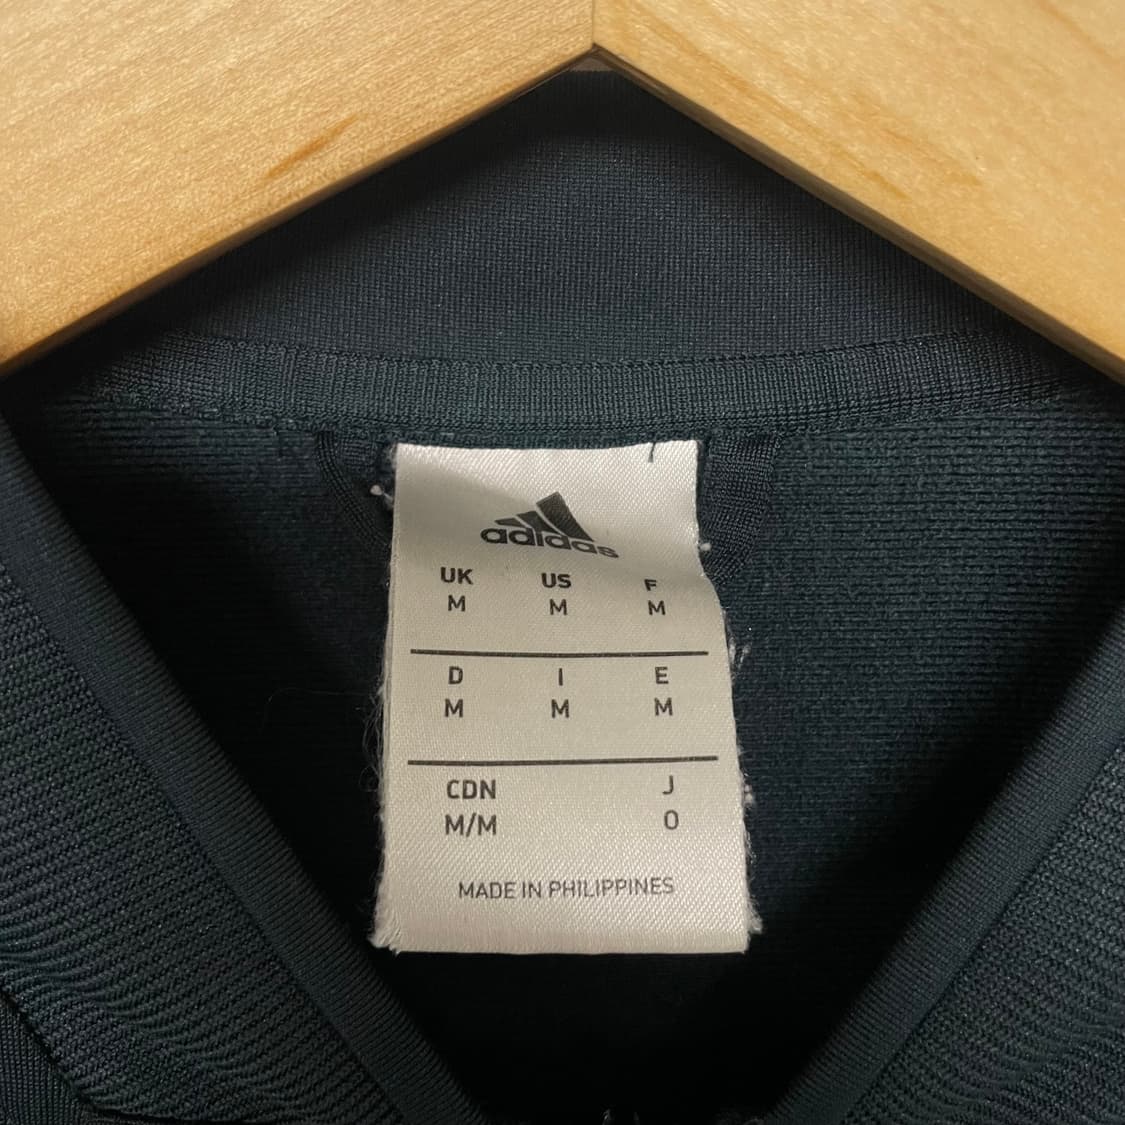 adidas
UK US F
M M M
D I E
M M M
CDN J
M/M O
MADE IN PHILIPPINES